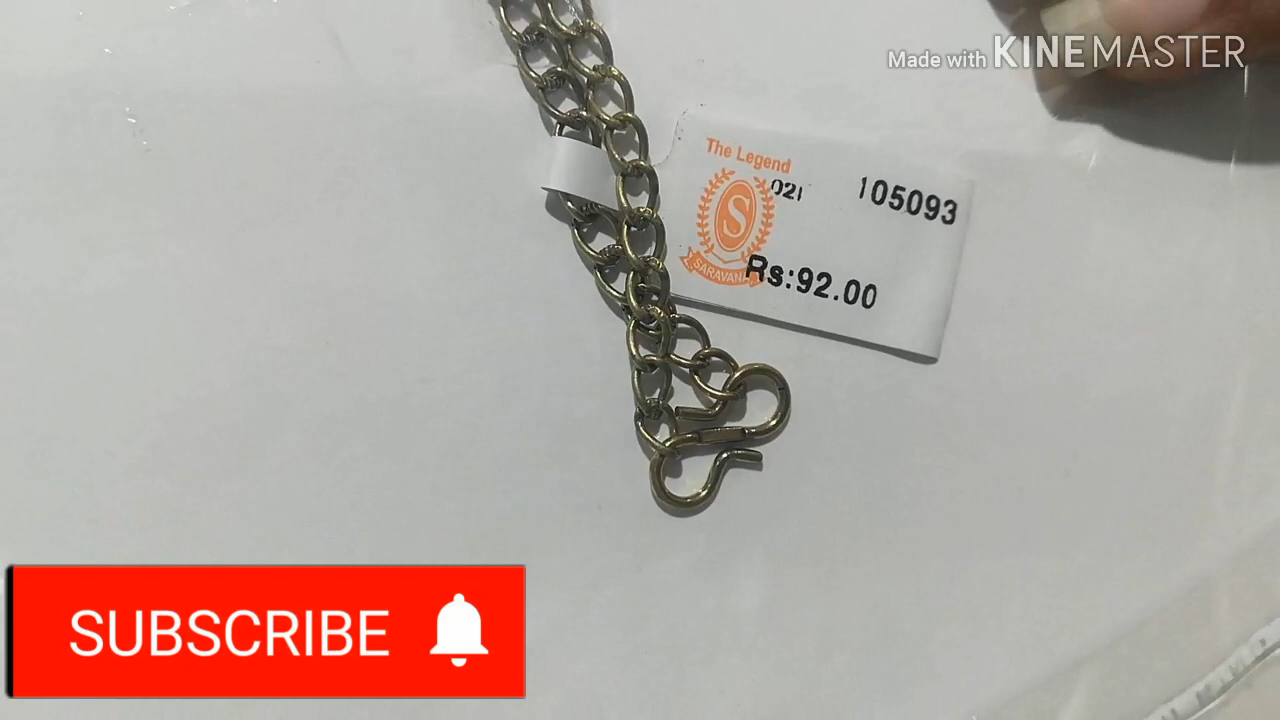 Made with KINEMASTER
The Legend
021
105093
S
SARAVANA
Rs:92.00
SUBSCRIBE